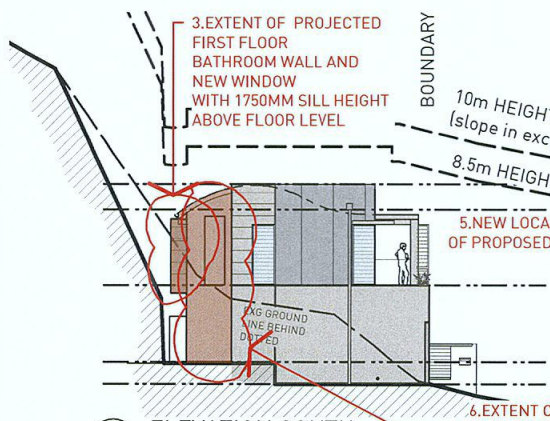 3.EXTENT OF PROJECTED
FIRST FLOOR
BATHROOM WALL AND
NEW WINDOW
WITH 1750MM SILL HEIGHT
ABOVE FLOOR LEVEL
BOUNDARY
10m HEIGHT
(slope in exc
8.5m HEIGH
5.NEW LOCA
OF PROPOSED
EXG GROUND
LINE BEHIND
DOTTED
6.EXTENT O
ELEVATION SOUTH